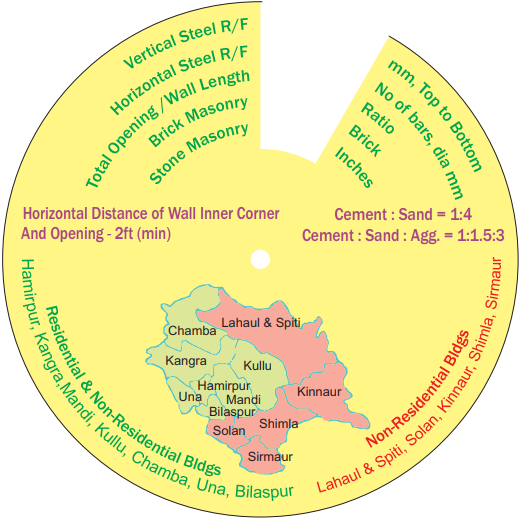 Vertical Steel R/F
Horizontal Steel R/F
Total Opening /Wall Length
Brick Masonry
Stone Masonry
mm, Top to Bottom
No of bars, dia mm
Ratio
Brick
Inches
Horizontal Distance of Wall Inner Corner
And Opening - 2ft (min)
Cement : Sand = 1:4
Cement : Sand : Agg. = 1:1.5:3
Chamba
Lahaul & Spiti
Kangra
Kullu
Hamirpur
Una
Mandi
Bilaspur
Kinnaur
Solan
Shimla
Sirmaur
Residential & Non-Residential Bldgs
Hamirpur, Kangra,Mandi, Kullu, Chamba, Una, Bilaspur
Non-Residential Bldgs
Lahaul & Spiti, Solan, Kinnaur, Shimla, Sirmaur